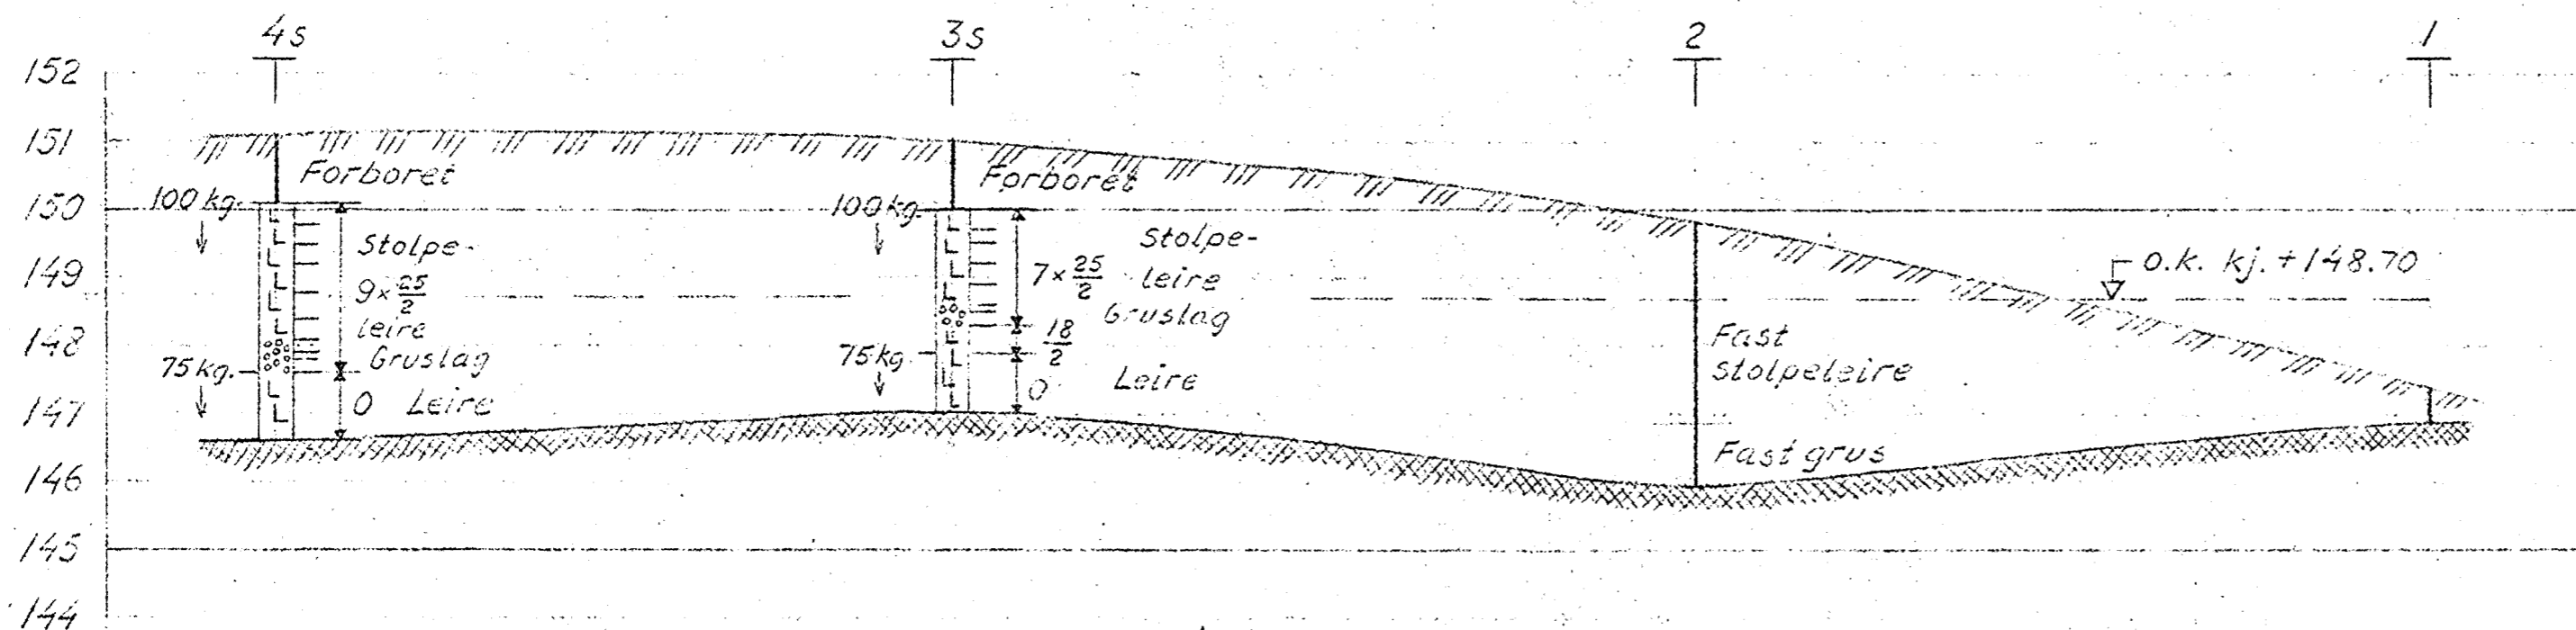 4s 3s 2 1
152
151
Forboret Forboret
100 kg. 100 kg.
150
Stolpe- Stolpe-
149
9×25/2 7×25/2 leire
o.k. kj. +148.70
leire Gruslag
148
Gruslag 18/2
75 kg. 75 kg.
Fast
stolpeleire
0 Leire 0 Leire
147
Fast grus
146
145
144